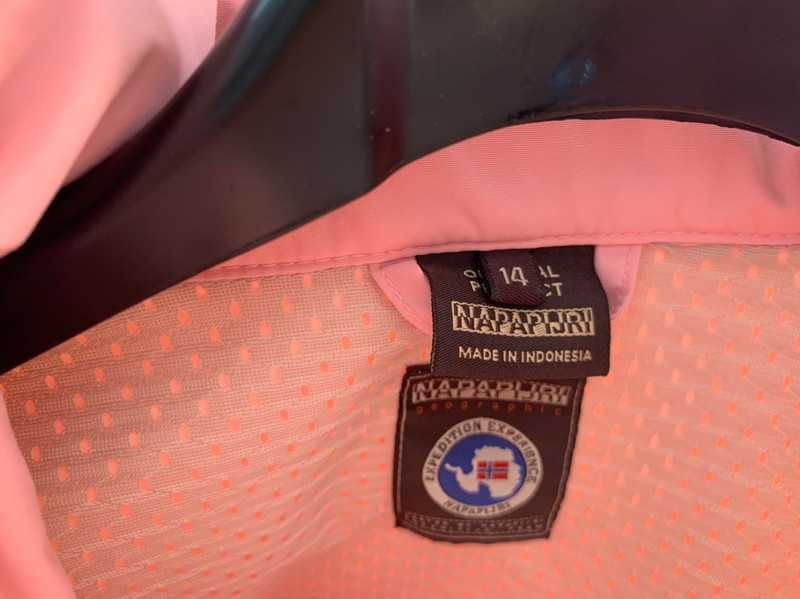 14
NAPAPIJRI
MADE IN INDONESIA
NAPAPIJRI
geographic
EXPEDITION EXPERIENCE
NAPAPIJRI